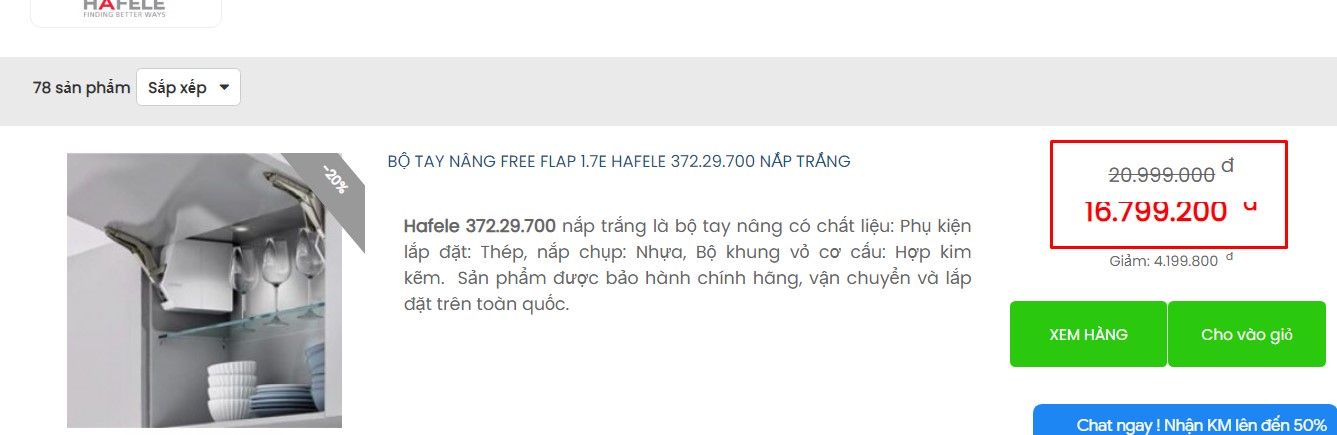 HÄFELE
FINDING BETTER WAYS
78 sản phẩm
Sắp xếp
-20%
BỘ TAY NÂNG FREE FLAP 1.7E HAFELE 372.29.700 NẮP TRẮNG
Hafele 372.29.700 nắp trắng là bộ tay nâng có chất liệu: Phụ kiện
lắp đặt: Thép, nắp chụp: Nhựa, Bộ khung vỏ cơ cấu: Hợp kim
kẽm. Sản phẩm được bảo hành chính hãng, vận chuyển và lắp
đặt trên toàn quốc.
20.999.000 đ
16.799.200 đ
Giảm: 4.199.800 đ
XEM HÀNG
Cho vào giỏ
Chat ngay ! Nhận KM lên đến 50%